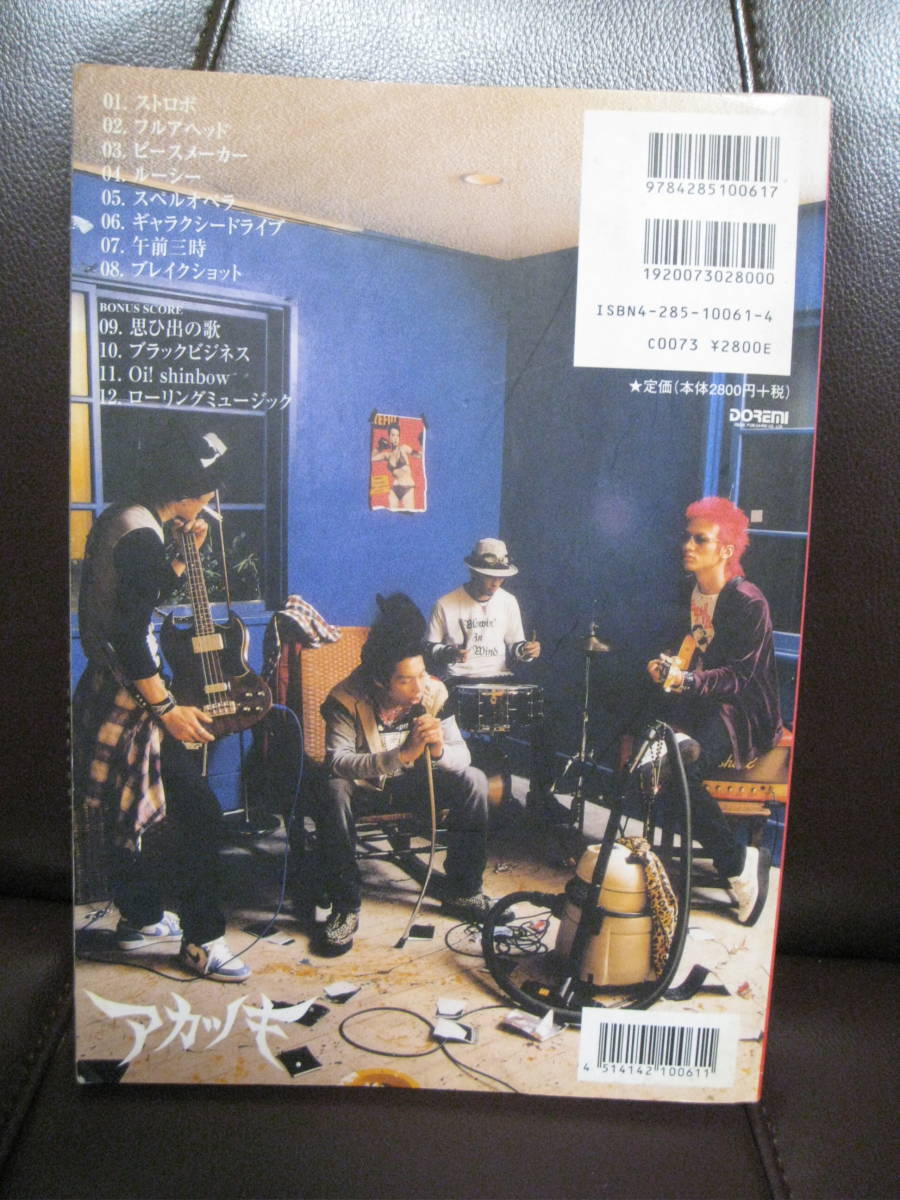 01. ストロボ
02. フルアヘッド
03. ピースメーカー
04. ルーシー
05. スペルオペラ
06. ギャラクシードライブ
07. 午前三時
08. ブレイクショット
BONUS SCORE
09. 思ひ出の歌
10. ブラックビジネス
11. Oi! shinbow
12. ローリングミュージック
9784285100617
1920073028000
ISBN4-285-10061-4
C0073 ¥2800E
★定価(本体2800円+税)
DOREMI
Blowin'
In
Wind
アカツキ
4514142100611